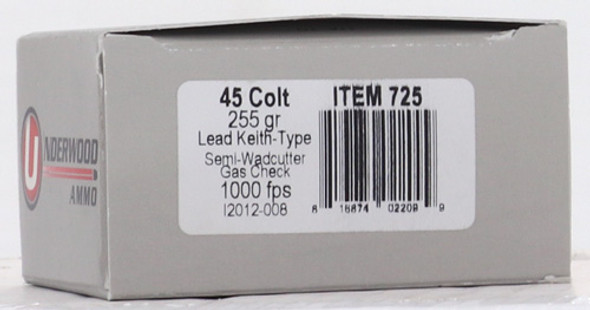 UNDERWOOD
AMMO
45 Colt
255 gr
Lead Keith-Type
Semi-Wadcutter
Gas Check
1000 fps
I2012-008
ITEM 725
8 16874 02209 9